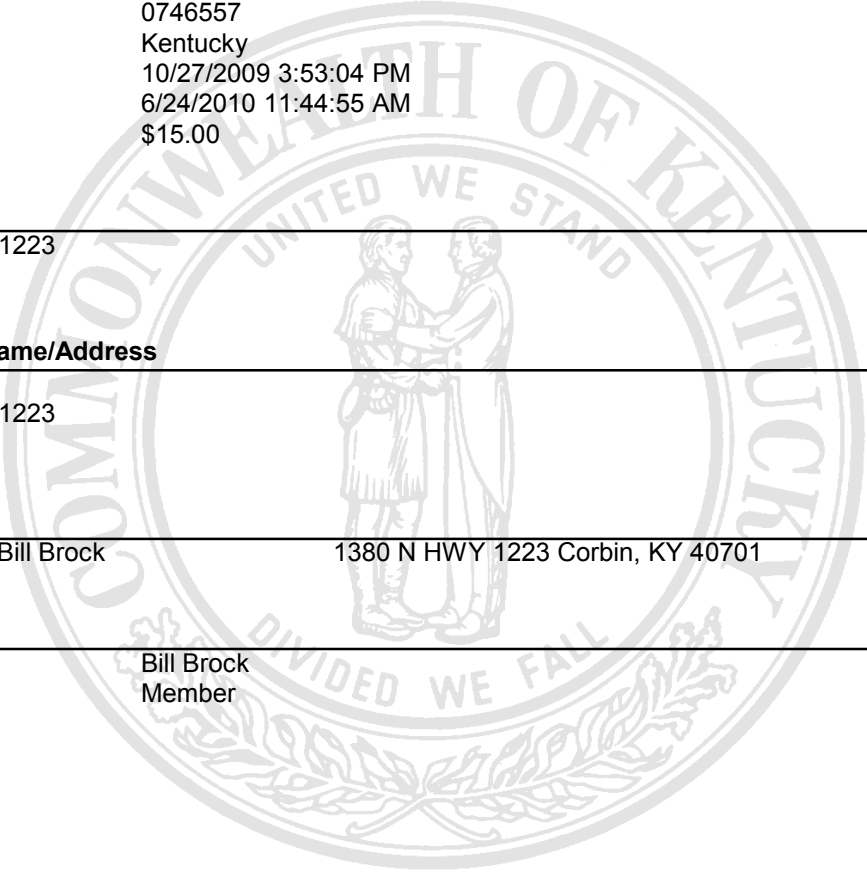 0746557
Kentucky
10/27/2009 3:53:04 PM
6/24/2010 11:44:55 AM
$15.00
1223
ame/Address
1223
Bill Brock 1380 N HWY 1223 Corbin, KY 40701
Bill Brock
Member
COMMONWEALTH OF KENTUCKY
UNITED WE STAND
DIVIDED WE FALL